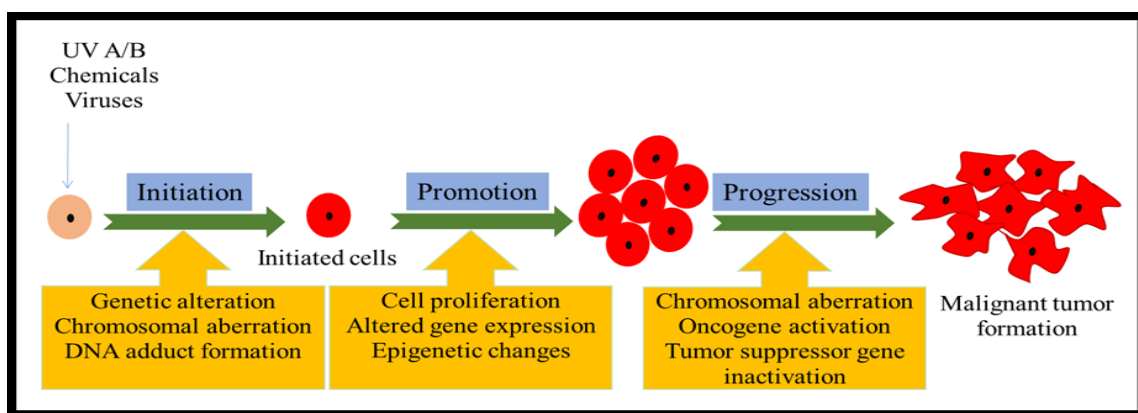 UV A/B
Chemicals
Viruses
Initiation
Promotion
Progression
Initiated cells
Genetic alteration
Chromosomal aberration
DNA adduct formation
Cell proliferation
Altered gene expression
Epigenetic changes
Chromosomal aberration
Oncogene activation
Tumor suppressor gene
inactivation
Malignant tumor
formation